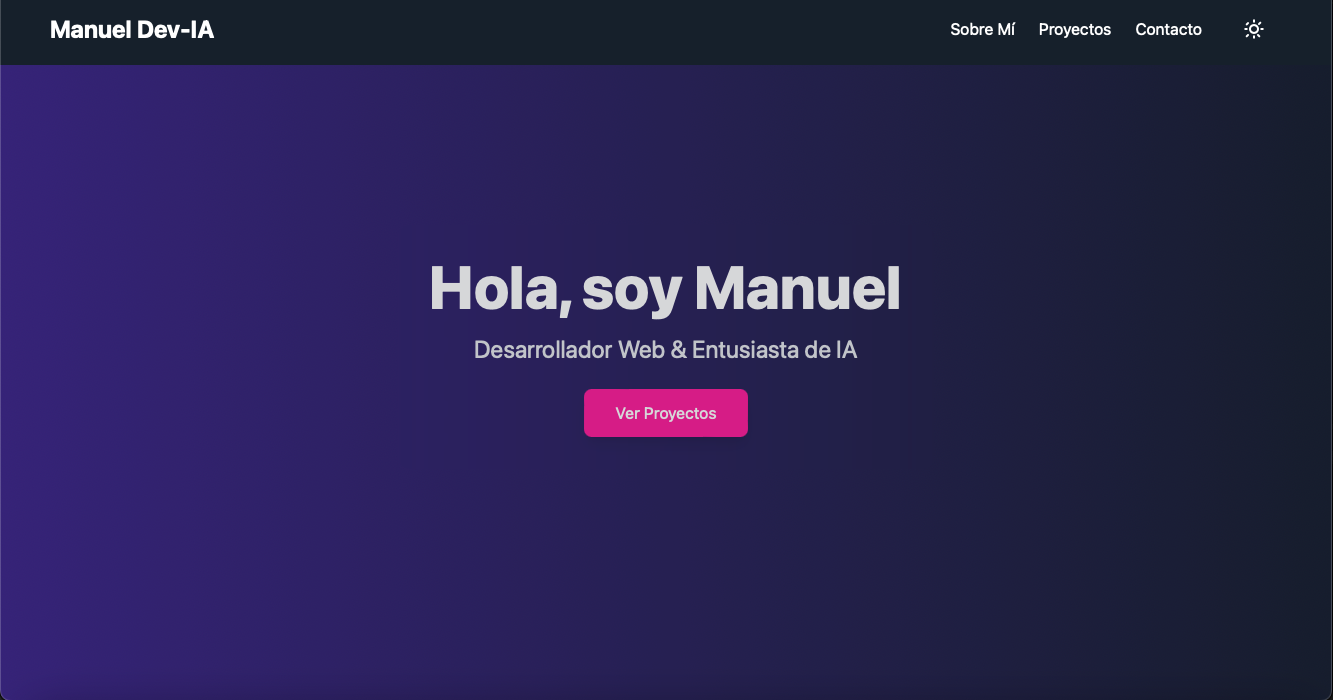 Manuel Dev-IA
Sobre Mí
Proyectos
Contacto
Hola, soy Manuel
Desarrollador Web & Entusiasta de IA
Ver Proyectos